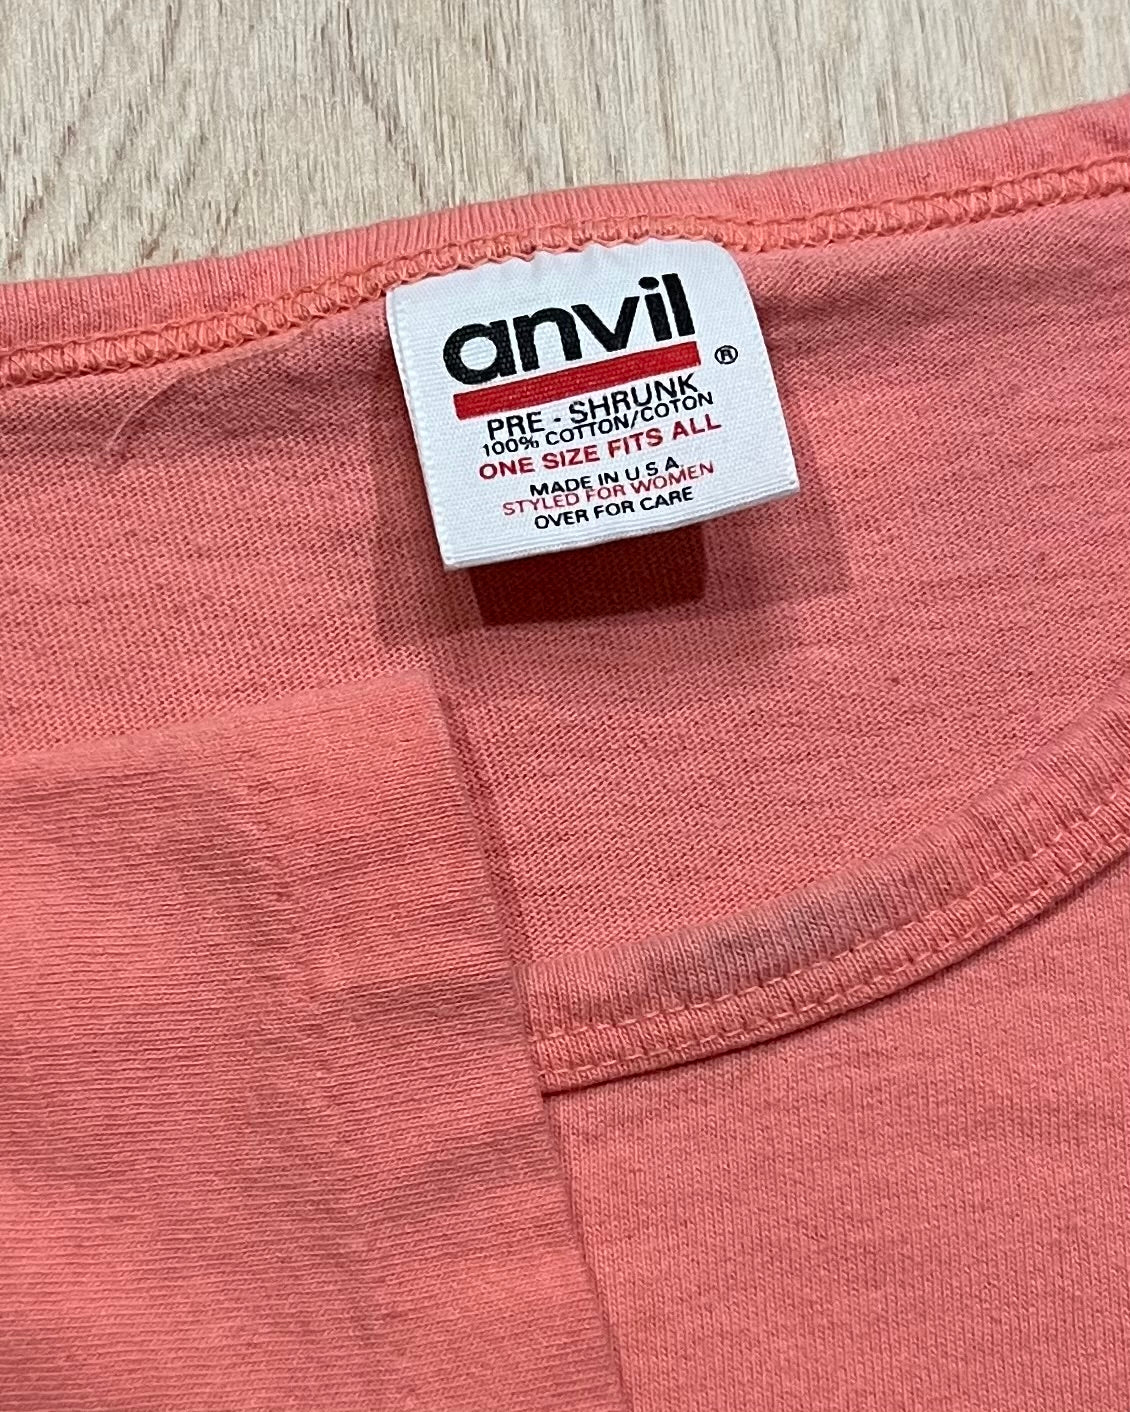 anvil
®
PRE - SHRUNK
100% COTTON/COTON
ONE SIZE FITS ALL
MADE IN U S A.
STYLED FOR WOMEN
OVER FOR CARE